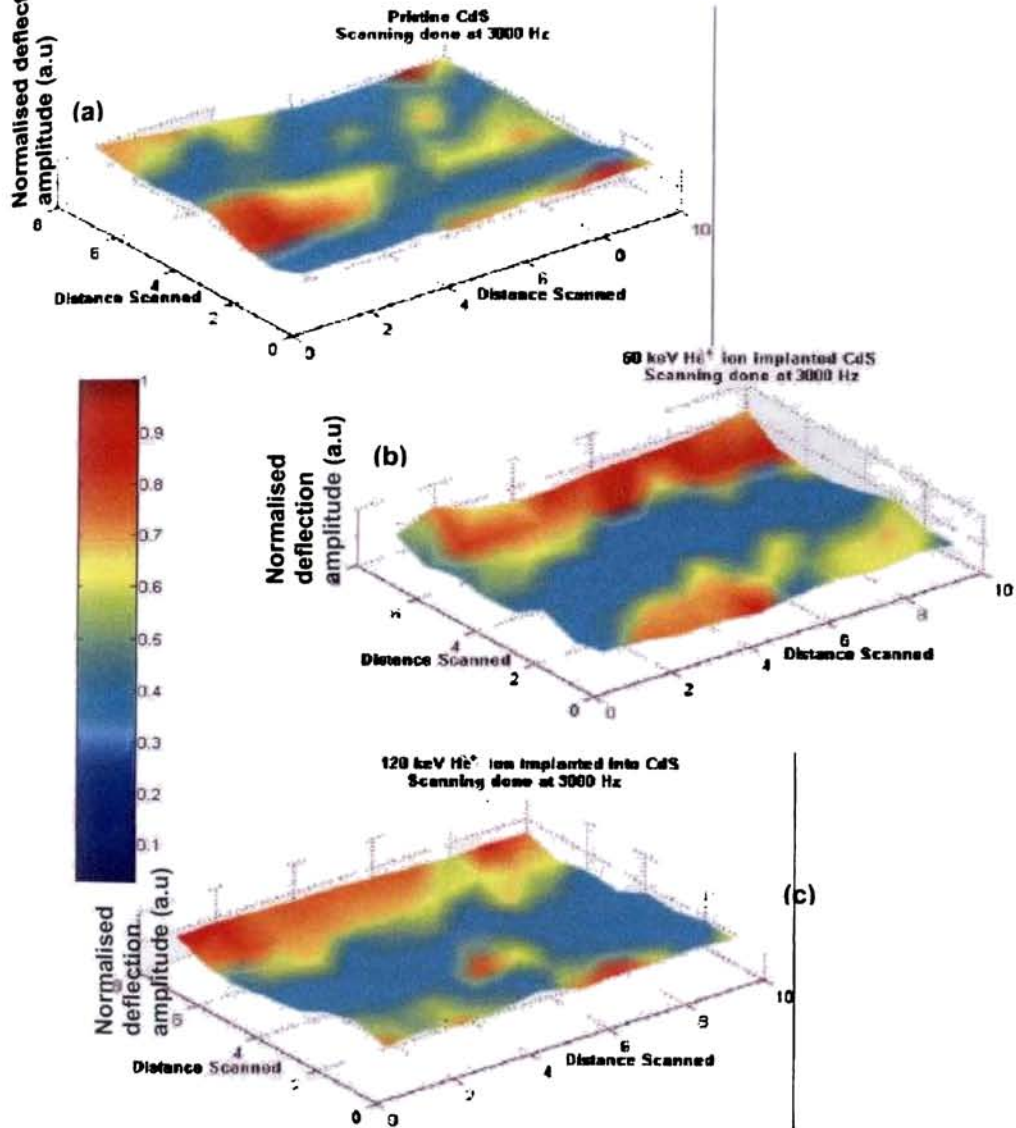 Normalised deflect
amplitude (a.u)
(a)
Pristine CdS
Scanning done at 3000 Hz
8
6
4
2
0
Distance Scanned
0
2
4
6
10
Distance Scanned
60 keV He+ ion implanted CdS
Scanning done at 3000 Hz
(b)
Normalised
deflection
amplitude (a.u)
4
2
0
Distance Scanned
0
2
4
6
8
10
Distance Scanned
1
0.9
0.8
0.7
0.6
0.5
0.4
0.3
0.2
0.1
120 keV He+ ion implanted into CdS
Scanning done at 3000 Hz
(c)
Normalised
deflection
amplitude (a.u)
4
0
Distance Scanned
0
2
4
6
8
10
Distance Scanned